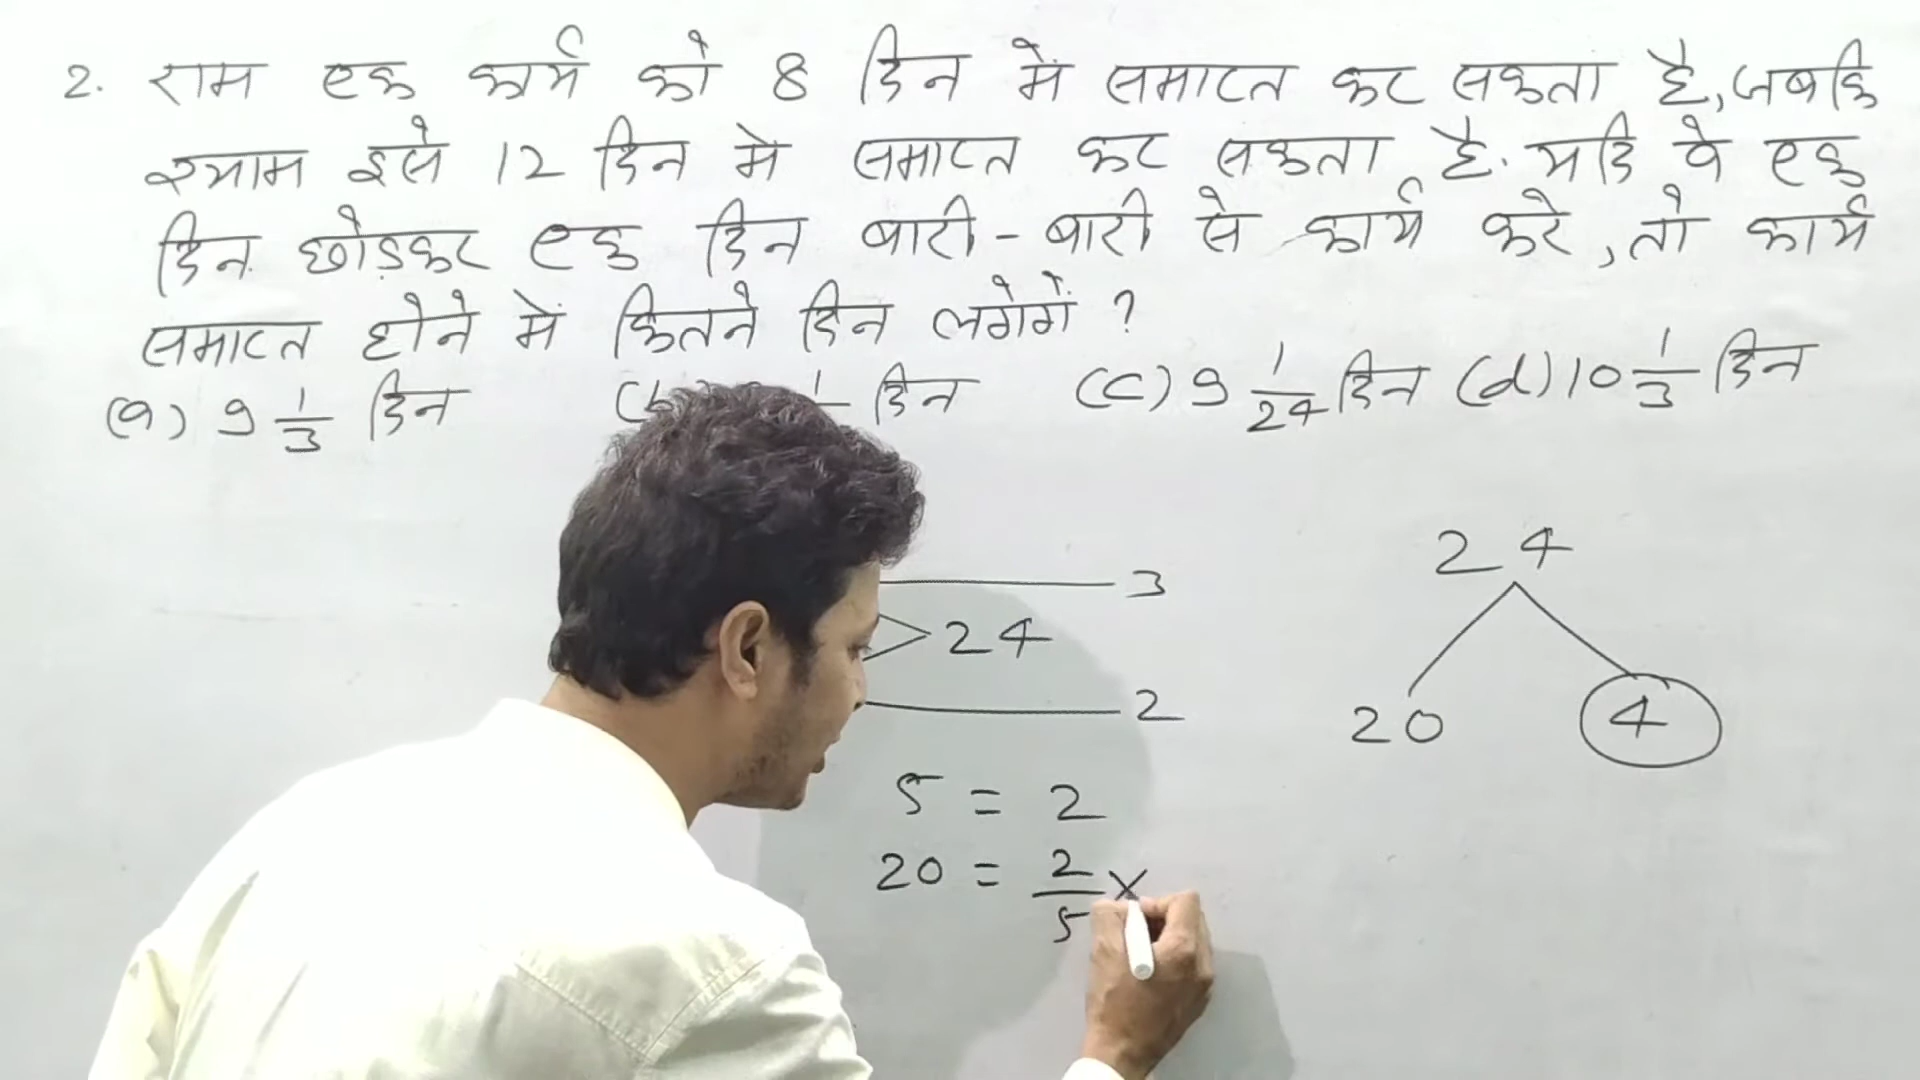 2. राम एक कार्य को 8 दिन में समाप्त कर सकता है, जबकि
श्याम इसे 12 दिन में समाप्त कर सकता है. यदि वे एक
दिन छोड़कर एक दिन बारी-बारी से कार्य करे, तो कार्य
समाप्त होने में कितने दिन लगेगें ?
(a) 9 1/3 दिन (b) दिन (c) 9 1/24 दिन (d) 10 1/3 दिन
24
3
24
2
20 4
5 = 2
20 = 2/5 ×